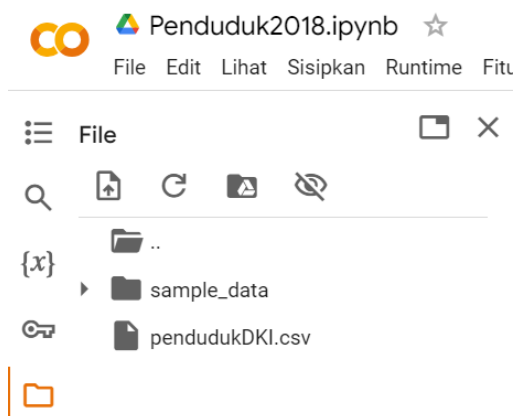 CO Penduduk2018.ipynb
File Edit Lihat Sisipkan Runtime Fitu
File
..
{x}
sample_data
pendudukDKI.csv